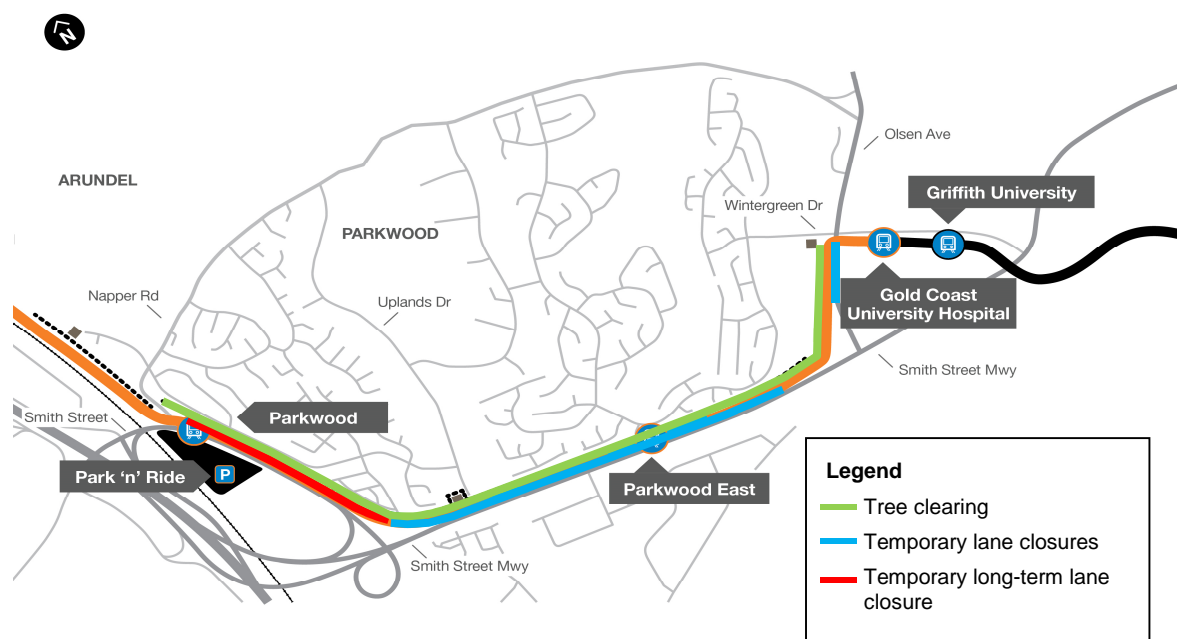 N
Olsen Ave
ARUNDEL
Griffith University
Wintergreen Dr
PARKWOOD
Napper Rd
Uplands Dr
Gold Coast
University Hospital
Smith Street Mwy
Smith Street
Parkwood
Park ‘n’ Ride
P
Parkwood East
Smith Street Mwy
Legend
Tree clearing
Temporary lane closures
Temporary long-term lane
closure